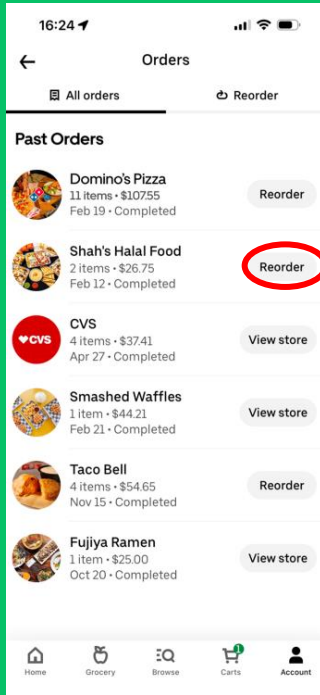 16:24
Orders
All orders
Reorder
Past Orders
Domino's Pizza
11 items • $107.55
Feb 19 • Completed
Reorder
Shah's Halal Food
2 items • $26.75
Feb 12 • Completed
Reorder
CVS
CVS
4 items • $37.41
Apr 27 • Completed
View store
Smashed Waffles
1 item • $44.21
Feb 21 • Completed
View store
Taco Bell
4 items • $54.65
Nov 15 • Completed
Reorder
Fujiya Ramen
1 item • $25.00
Oct 20 • Completed
View store
1
Home
Grocery
Browse
Carts
Account